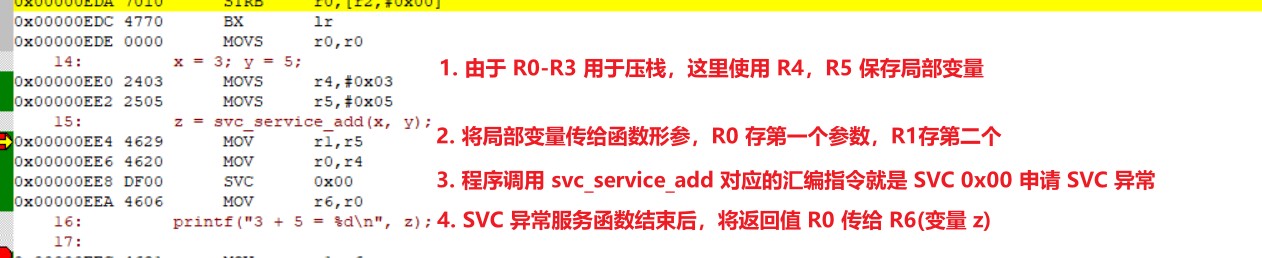 0x00000EDA 7010 STRB r0,[r2,#0x00]
0x00000EDC 4770 BX lr
0x00000EDE 0000 MOVS r0,r0
14: x = 3; y = 5;
1. 由于 R0-R3 用于压栈，这里使用 R4，R5 保存局部变量
0x00000EE0 2403 MOVS r4,#0x03
0x00000EE2 2505 MOVS r5,#0x05
15: z = svc_service_add(x, y);
2. 将局部变量传给函数形参，R0 存第一个参数，R1存第二个
0x00000EE4 4629 MOV r1,r5
0x00000EE6 4620 MOV r0,r4
0x00000EE8 DF00 SVC 0x00
3. 程序调用 svc_service_add 对应的汇编指令就是 SVC 0x00 申请 SVC 异常
0x00000EEA 4606 MOV r6,r0
16: printf("3 + 5 = %d\n", z);
4. SVC 异常服务函数结束后，将返回值 R0 传给 R6(变量 z)
17: